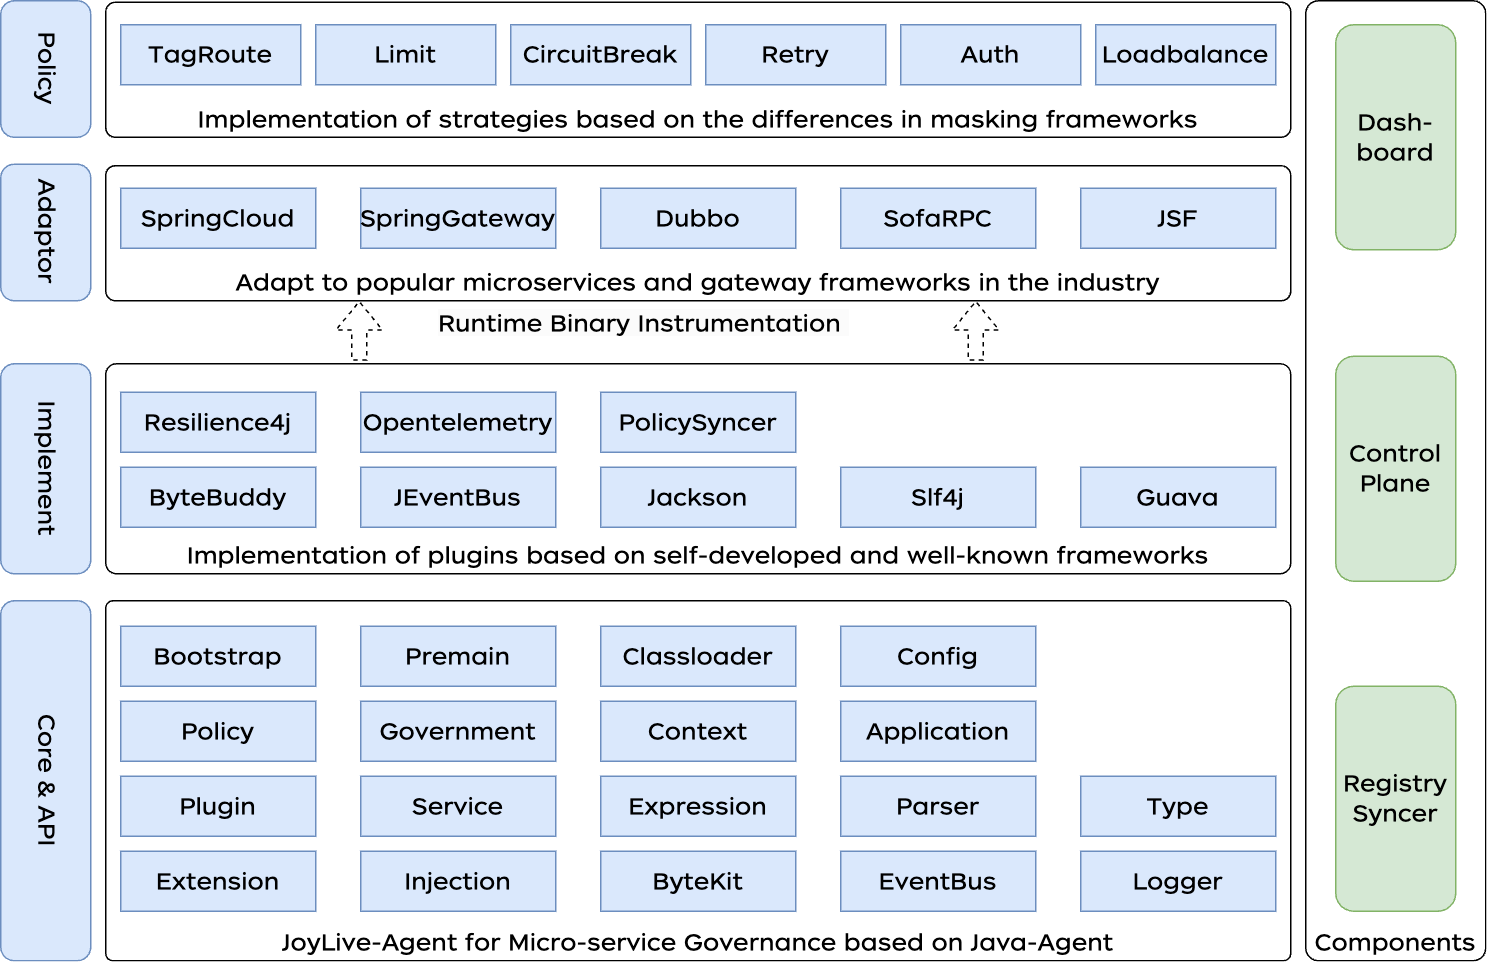 Policy
TagRoute
Limit
CircuitBreak
Retry
Auth
Loadbalance
Implementation of strategies based on the differences in masking frameworks
Adaptor
SpringCloud
SpringGateway
Dubbo
SofaRPC
JSF
Adapt to popular microservices and gateway frameworks in the industry
Runtime Binary Instrumentation
Implement
Resilience4j
Opentelemetry
PolicySyncer
ByteBuddy
JEventBus
Jackson
Slf4j
Guava
Implementation of plugins based on self-developed and well-known frameworks
Core & API
Bootstrap
Premain
Classloader
Config
Policy
Government
Context
Application
Plugin
Service
Expression
Parser
Type
Extension
Injection
ByteKit
EventBus
Logger
JoyLive-Agent for Micro-service Governance based on Java-Agent
Dash-
board
Control
Plane
Registry
Syncer
Components